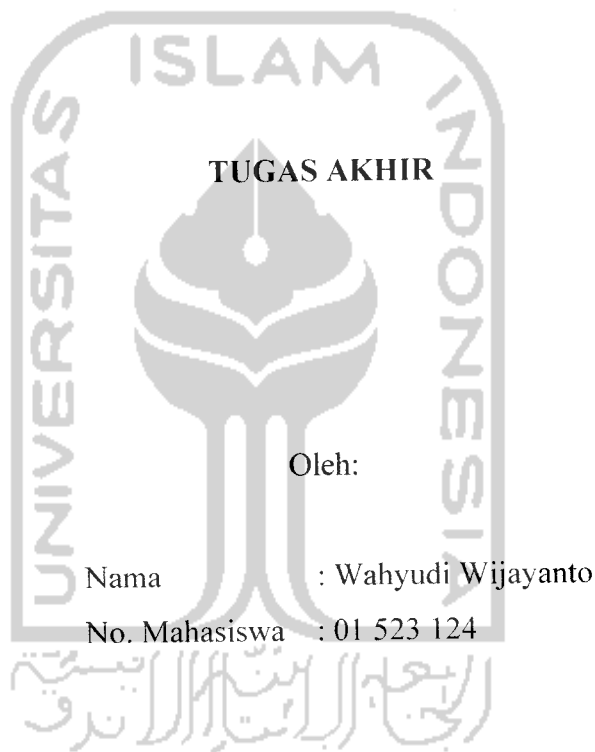 ISLAM
UNIVERSITAS
INDONESIA
TUGAS AKHIR
Oleh:
Nama : Wahyudi Wijayanto
No. Mahasiswa : 01 523 124